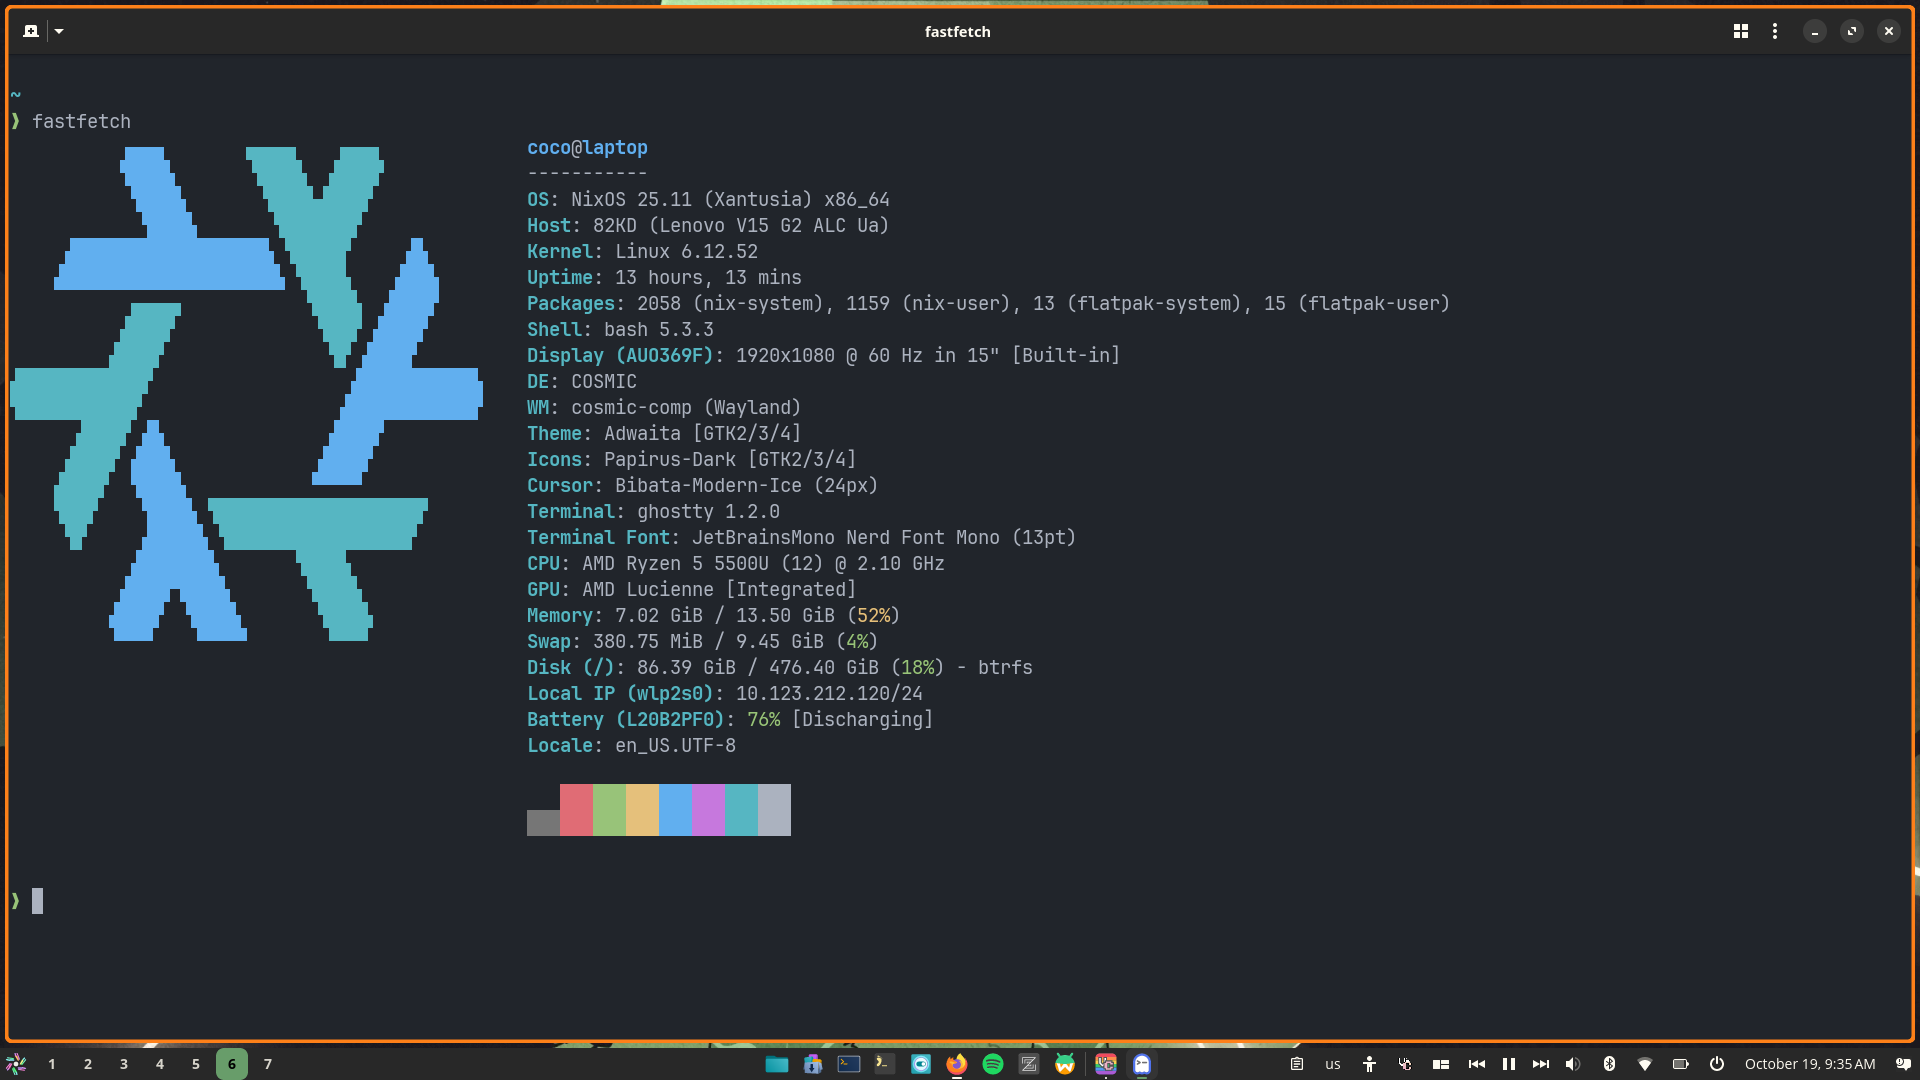 fastfetch
~
❯ fastfetch
coco@laptop
-----------
OS: NixOS 25.11 (Xantusia) x86_64
Host: 82KD (Lenovo V15 G2 ALC Ua)
Kernel: Linux 6.12.52
Uptime: 13 hours, 13 mins
Packages: 2058 (nix-system), 1159 (nix-user), 13 (flatpak-system), 15 (flatpak-user)
Shell: bash 5.3.3
Display (AUO369F): 1920x1080 @ 60 Hz in 15" [Built-in]
DE: COSMIC
WM: cosmic-comp (Wayland)
Theme: Adwaita [GTK2/3/4]
Icons: Papirus-Dark [GTK2/3/4]
Cursor: Bibata-Modern-Ice (24px)
Terminal: ghostty 1.2.0
Terminal Font: JetBrainsMono Nerd Font Mono (13pt)
CPU: AMD Ryzen 5 5500U (12) @ 2.10 GHz
GPU: AMD Lucienne [Integrated]
Memory: 7.02 GiB / 13.50 GiB (52%)
Swap: 380.75 MiB / 9.45 GiB (4%)
Disk (/): 86.39 GiB / 476.40 GiB (18%) - btrfs
Local IP (wlp2s0): 10.123.212.120/24
Battery (L20B2PF0): 76% [Discharging]
Locale: en_US.UTF-8
❯
1 2 3 4 5 6 7 us October 19, 9:35 AM